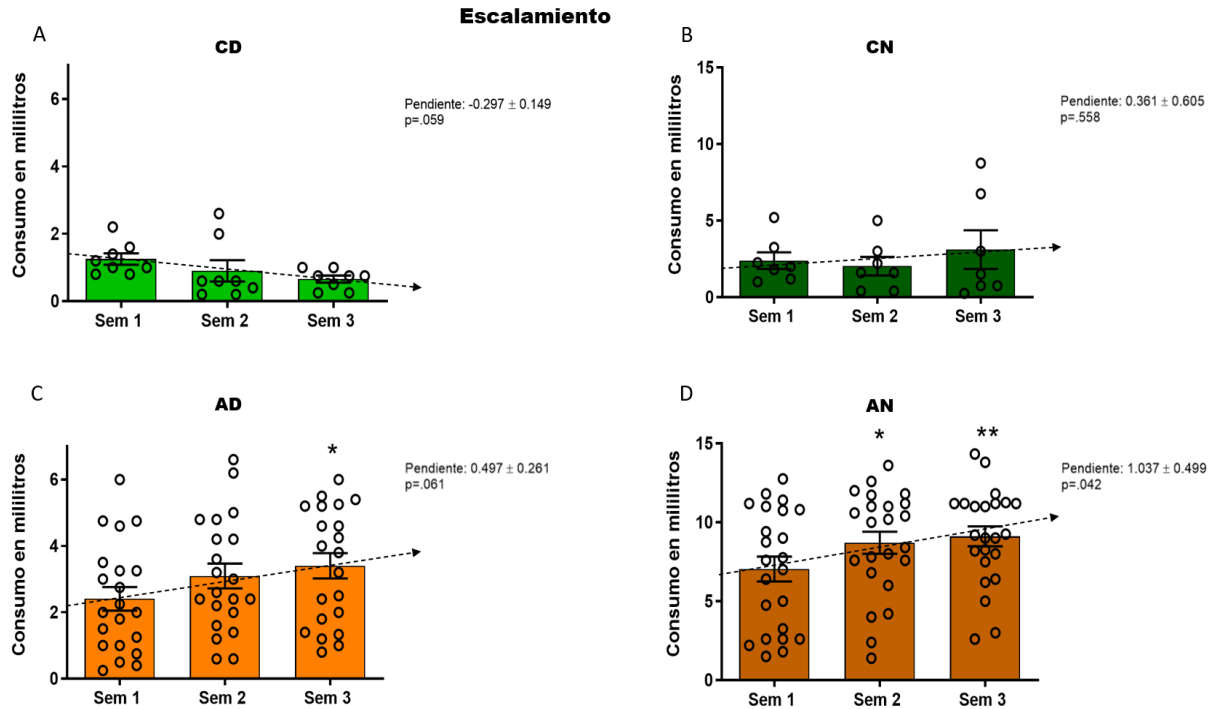 Escalamiento
A
CD
Consumo en mililitros
6
4
2
0
Sem 1
Sem 2
Sem 3
Pendiente: -0.297 ± 0.149
p=.059
B
CN
Consumo en mililitros
15
10
5
0
Sem 1
Sem 2
Sem 3
Pendiente: 0.361 ± 0.605
p=.558
C
AD
Consumo en mililitros
6
4
2
0
*
Sem 1
Sem 2
Sem 3
Pendiente: 0.497 ± 0.261
p=.061
D
AN
Consumo en mililitros
15
10
5
0
*
**
Sem 1
Sem 2
Sem 3
Pendiente: 1.037 ± 0.499
p=.042